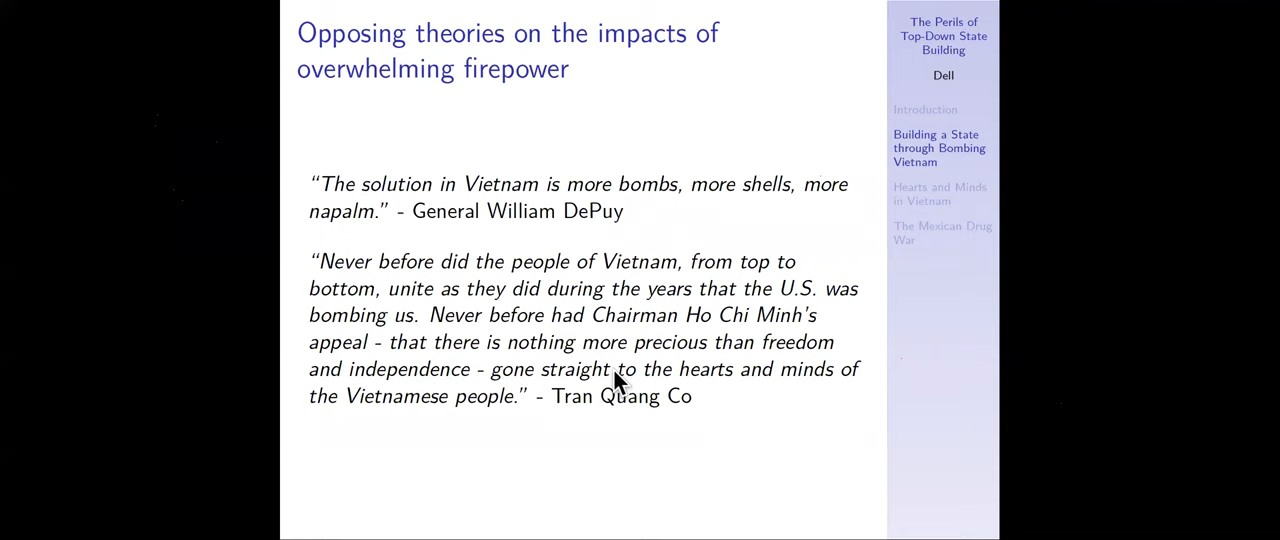 Opposing theories on the impacts of
overwhelming firepower
“The solution in Vietnam is more bombs, more shells, more
napalm.” - General William DePuy
“Never before did the people of Vietnam, from top to
bottom, unite as they did during the years that the U.S. was
bombing us. Never before had Chairman Ho Chi Minh’s
appeal - that there is nothing more precious than freedom
and independence - gone straight to the hearts and minds of
the Vietnamese people.” - Tran Quang Co
The Perils of
Top-Down State
Building
Dell
Introduction
Building a State
through Bombing
Vietnam
Hearts and Minds
in Vietnam
The Mexican Drug
War